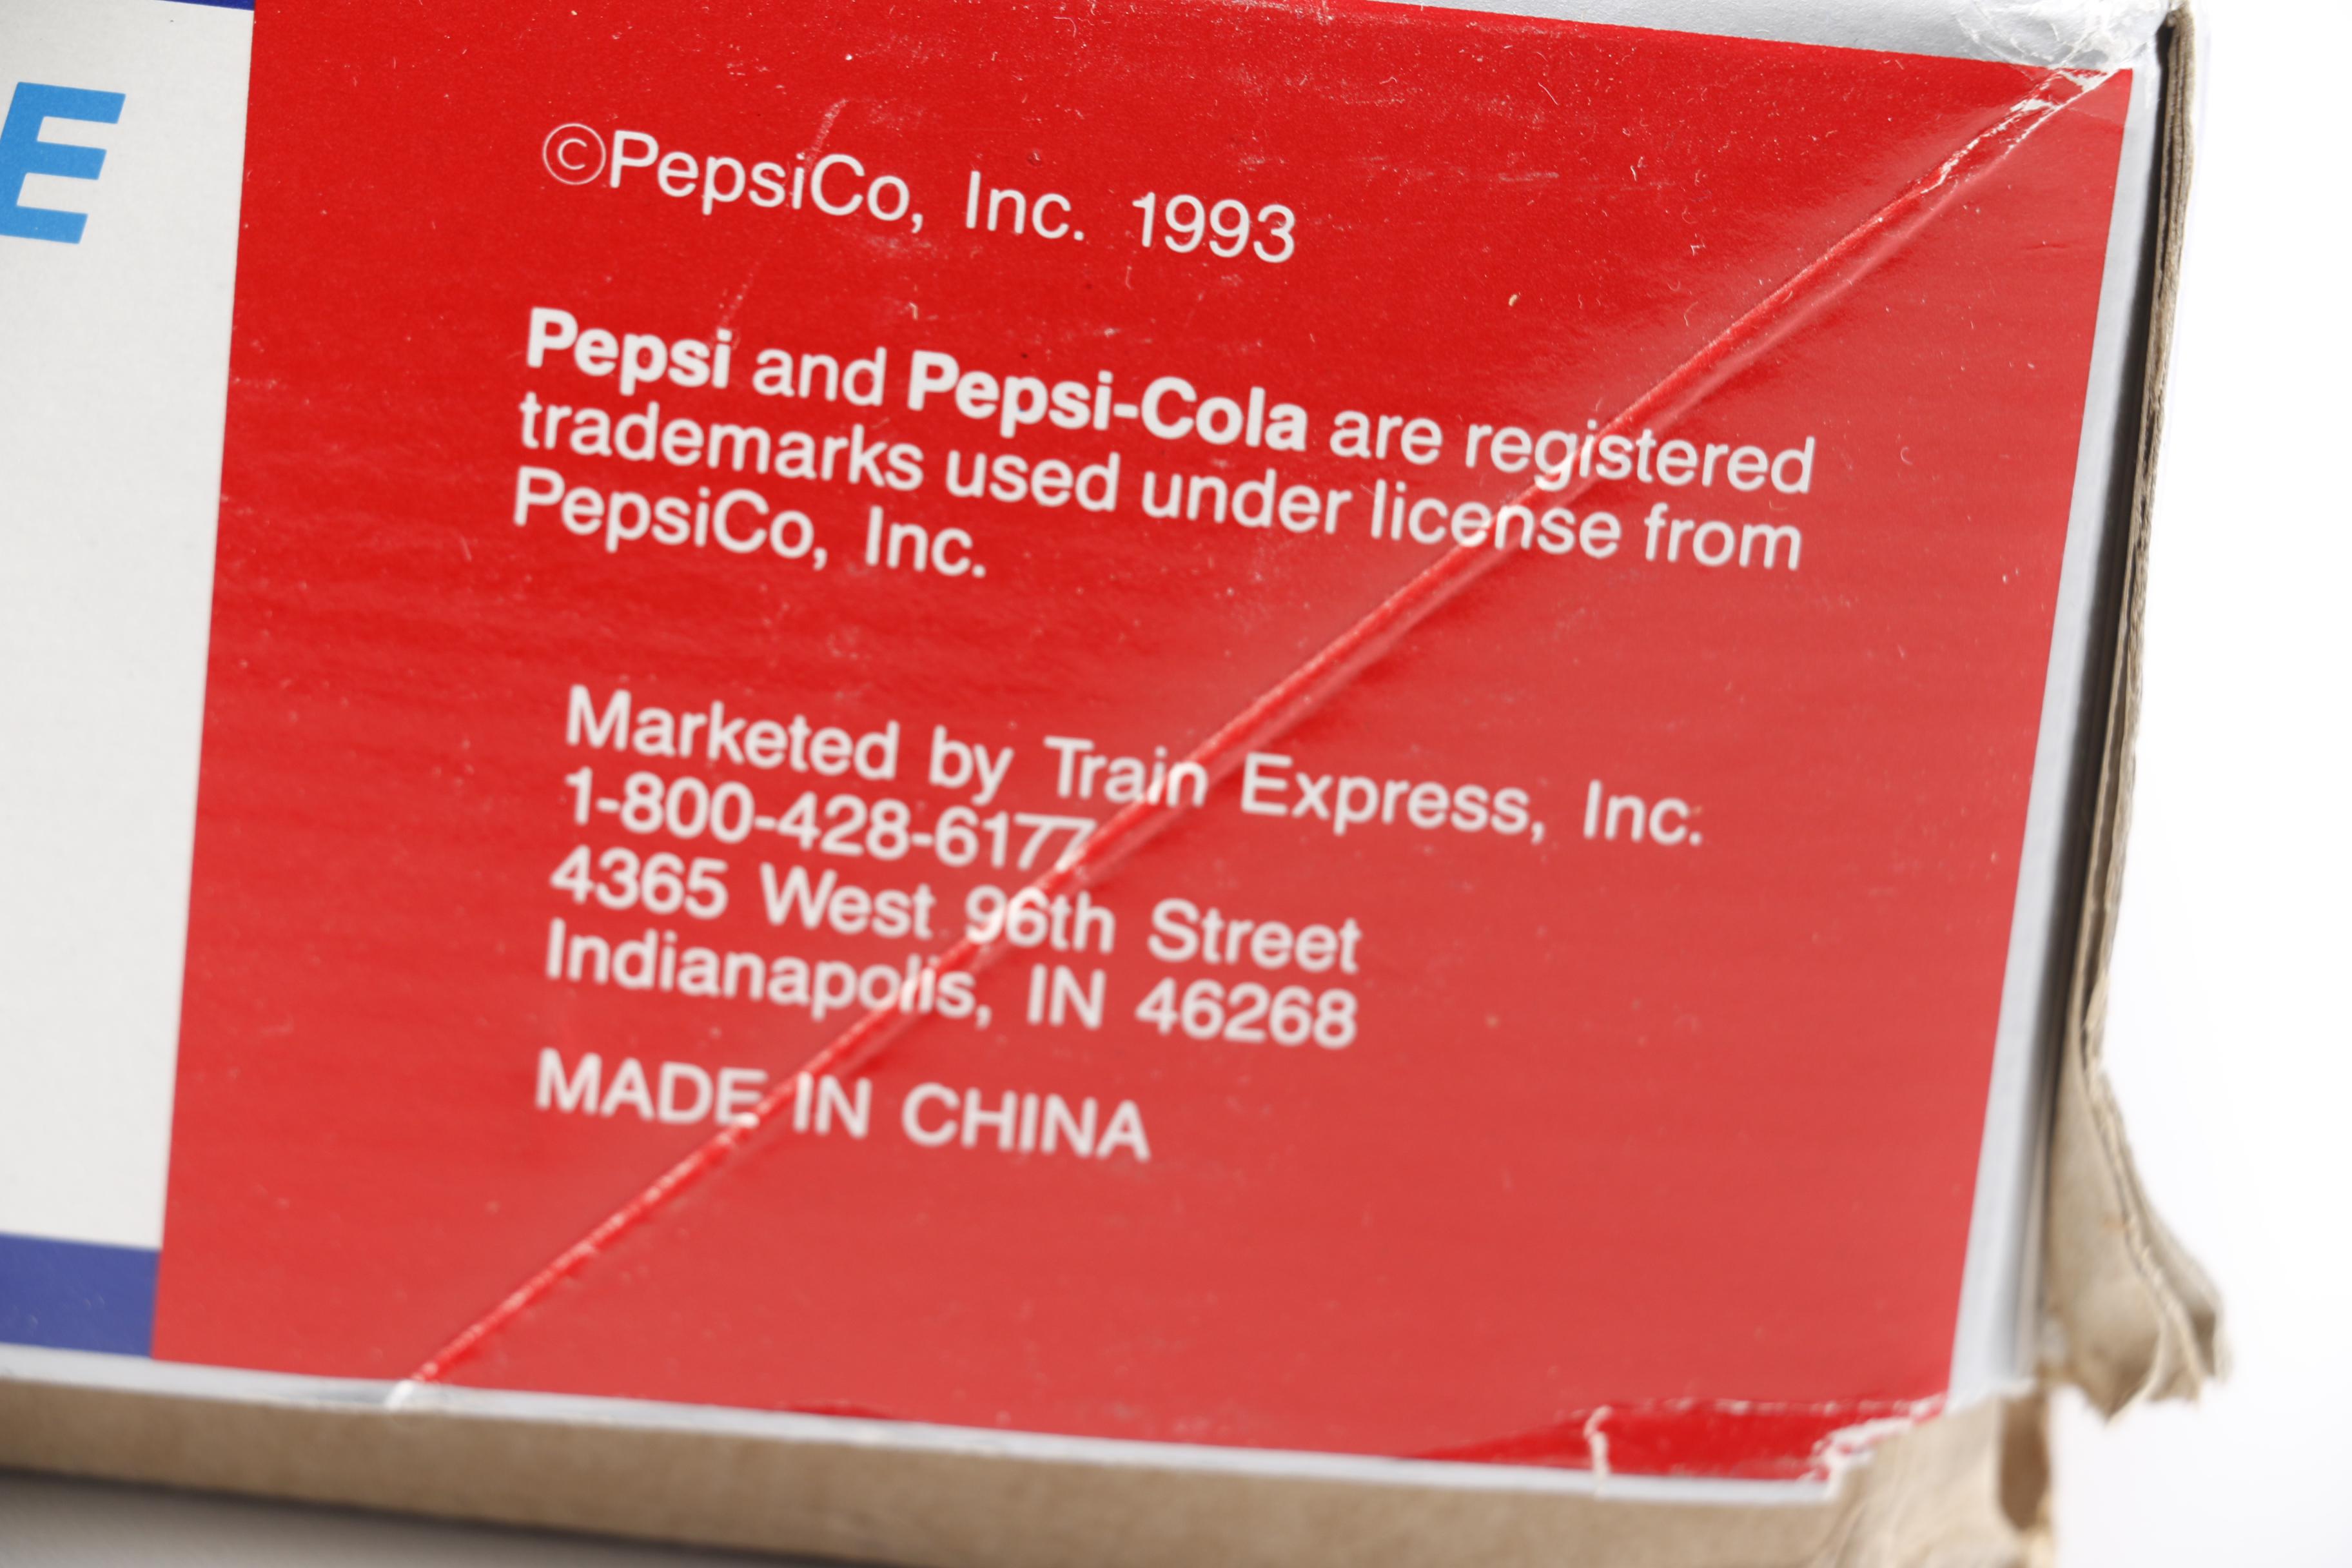 E
©PepsiCo, Inc. 1993
Pepsi and Pepsi-Cola are registered
trademarks used under license from
PepsiCo, Inc.
Marketed by Train Express, Inc.
1-800-428-6177
4365 West 96th Street
Indianapolis, IN 46268
MADE IN CHINA